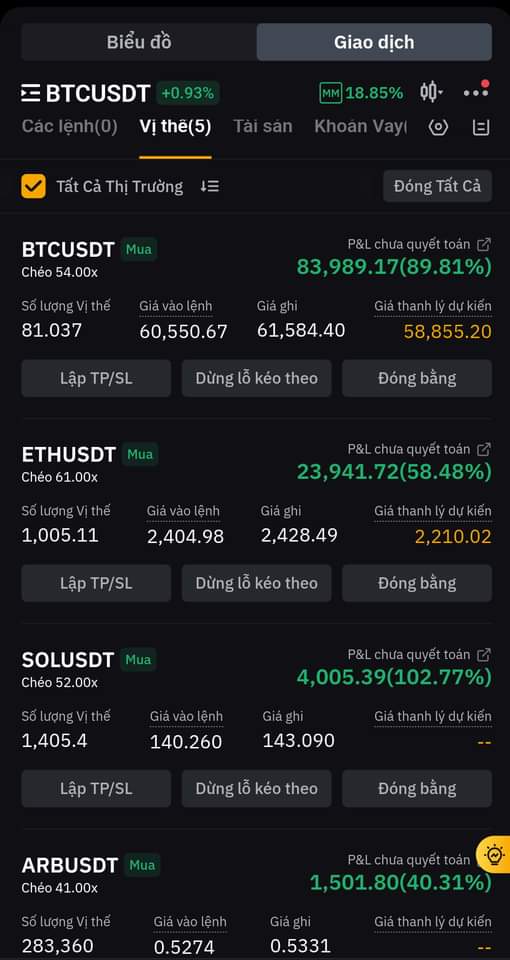 Biểu đồ
Giao dịch
BTCUSDT +0.93% MM 18.85%
Các lệnh(0) Vị thế(5) Tài sản Khoản Vay(
Tất Cả Thị Trường Đóng Tất Cả
BTCUSDT Mua P&L chưa quyết toán
Chéo 54.00x 83,989.17(89.81%)
Số lượng Vị thế Giá vào lệnh Giá ghi Giá thanh lý dự kiến
81.037 60,550.67 61,584.40 58,855.20
Lập TP/SL Dừng lỗ kéo theo Đóng bằng
ETHUSDT Mua P&L chưa quyết toán
Chéo 61.00x 23,941.72(58.48%)
Số lượng Vị thế Giá vào lệnh Giá ghi Giá thanh lý dự kiến
1,005.11 2,404.98 2,428.49 2,210.02
Lập TP/SL Dừng lỗ kéo theo Đóng bằng
SOLUSDT Mua P&L chưa quyết toán
Chéo 52.00x 4,005.39(102.77%)
Số lượng Vị thế Giá vào lệnh Giá ghi Giá thanh lý dự kiến
1,405.4 140.260 143.090 --
Lập TP/SL Dừng lỗ kéo theo Đóng bằng
ARBUSDT Mua P&L chưa quyết toán
Chéo 41.00x 1,501.80(40.31%)
Số lượng Vị thế Giá vào lệnh Giá ghi Giá thanh lý dự kiến
283,360 0.5274 0.5331 --